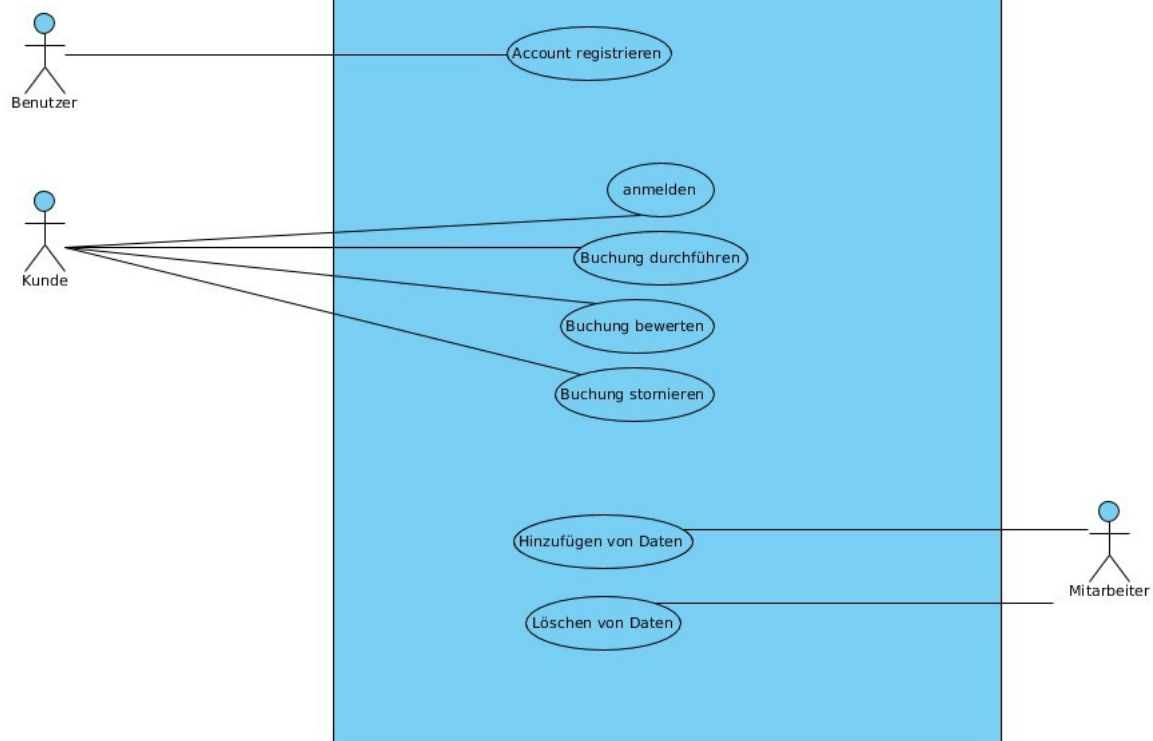 Account registrieren
Benutzer
anmelden
Buchung durchführen
Kunde
Buchung bewerten
Buchung stornieren
Hinzufügen von Daten
Mitarbeiter
Löschen von Daten